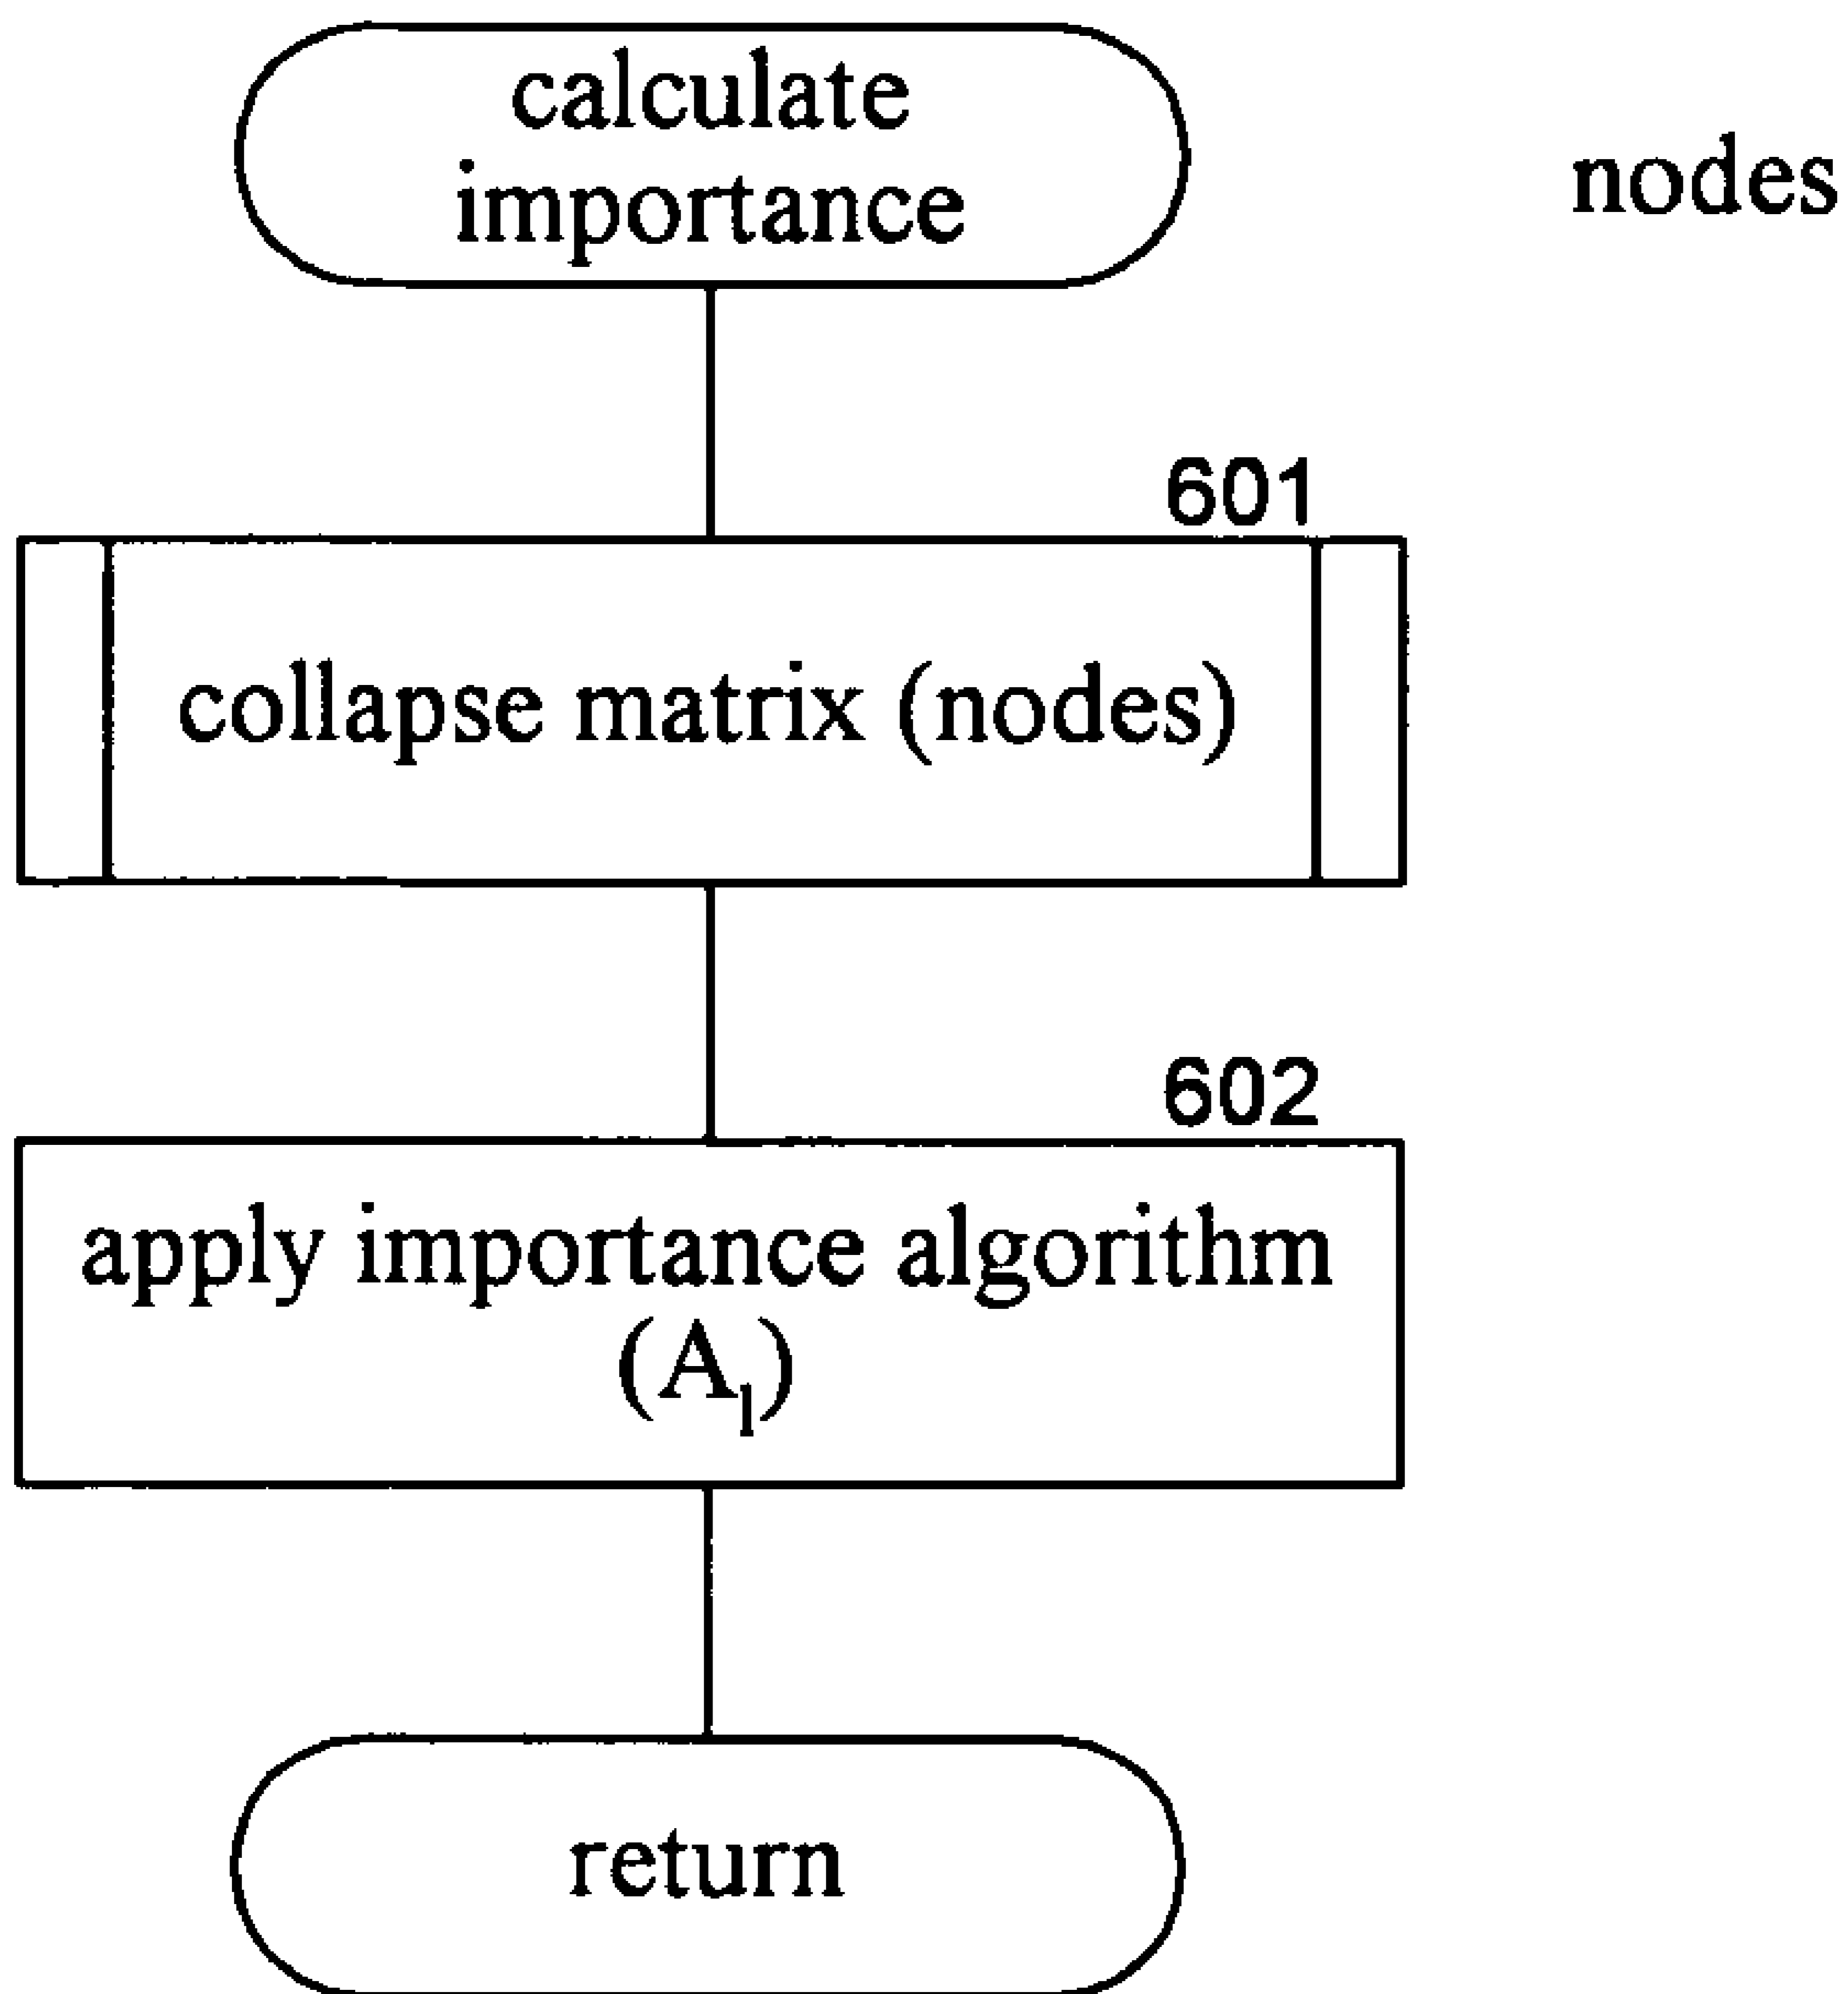 calculate
importance
nodes
601
collapse matrix (nodes)
602
apply importance algorithm
(A_l)
return